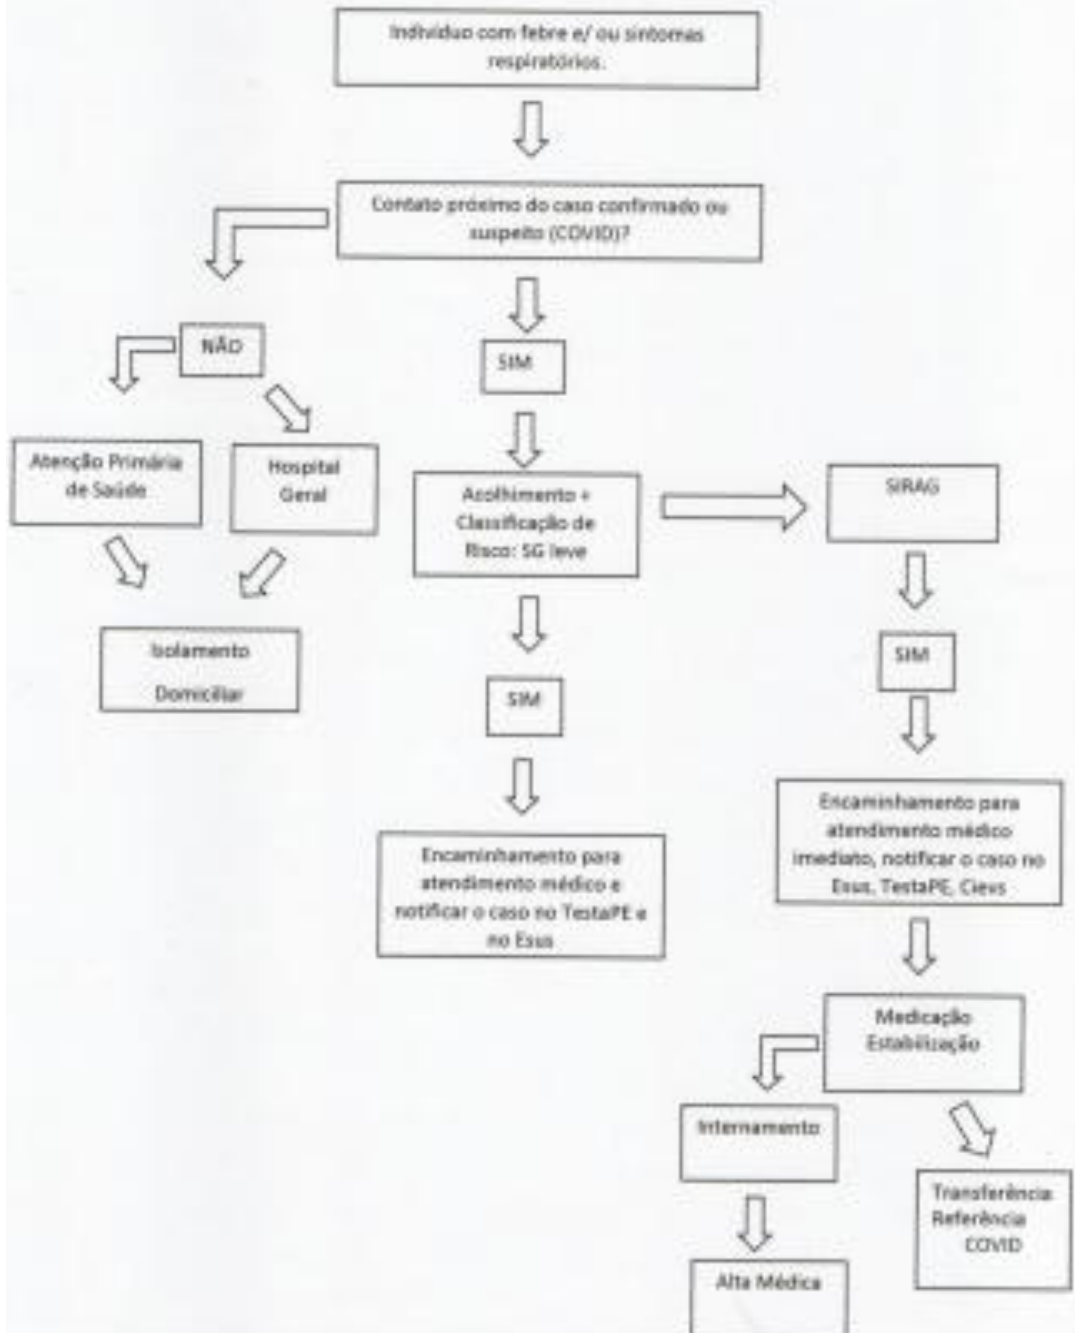 Individuo com febre e/ ou sintomas
respiratórios.
Contato próximo do caso confirmado ou
suspeito (COVID)?
NÃO
SIM
Atenção Primária
de Saúde
Hospital
Geral
Acolhimento +
Classificação de
Risco: SG leve
SIRAG
Isolamento
Domiciliar
SIM
SIM
Encaminhamento para
atendimento médico e
notificar o caso no TestaPE e
no Esus
Encaminhamento para
atendimento médico
imediato, notificar o caso no
Esus, TestaPE, Cievs
Medicação
Estabilização
Internamento
Transferência
Referência
COVID
Alta Médica